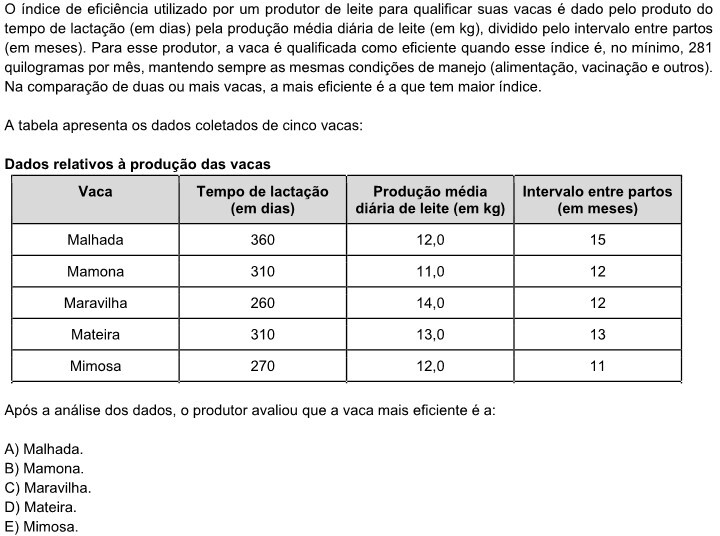 O índice de eficiência utilizado por um produtor de leite para qualificar suas vacas é dado pelo produto do
tempo de lactação (em dias) pela produção média diária de leite (em kg), dividido pelo intervalo entre partos
(em meses). Para esse produtor, a vaca é qualificada como eficiente quando esse índice é, no mínimo, 281
quilogramas por mês, mantendo sempre as mesmas condições de manejo (alimentação, vacinação e outros).
Na comparação de duas ou mais vacas, a mais eficiente é a que tem maior índice.
A tabela apresenta os dados coletados de cinco vacas:
Dados relativos à produção das vacas
Vaca Tempo de lactação (em dias) Produção média diária de leite (em kg) Intervalo entre partos (em meses)
Malhada 360 12,0 15
Mamona 310 11,0 12
Maravilha 260 14,0 12
Mateira 310 13,0 13
Mimosa 270 12,0 11
Após a análise dos dados, o produtor avaliou que a vaca mais eficiente é a:
A) Malhada.
B) Mamona.
C) Maravilha.
D) Mateira.
E) Mimosa.